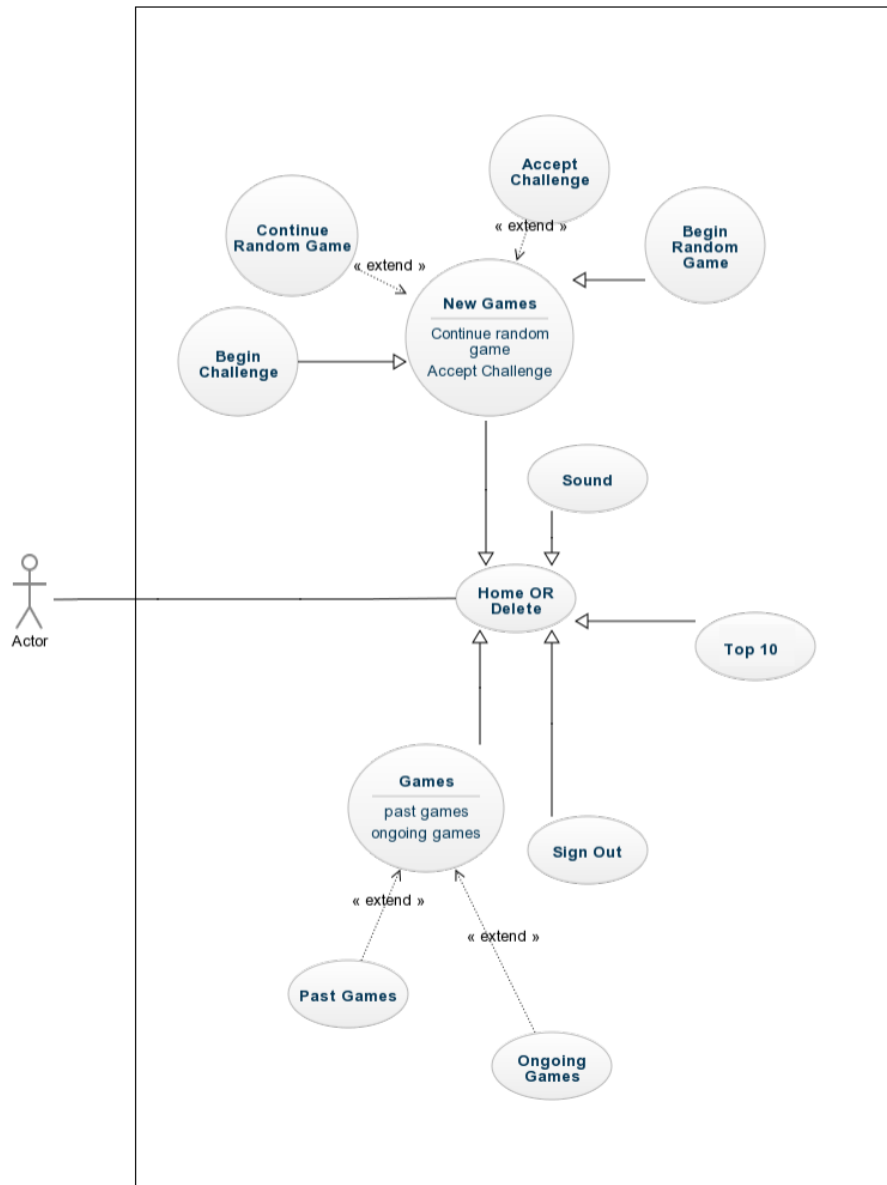 Accept
Challenge
« extend »
Continue
Random Game
« extend »
Begin
Random
Game
New Games
Continue random
game
Accept Challenge
Begin
Challenge
Sound
Home OR
Delete
Actor
Top 10
Games
past games
ongoing games
Sign Out
« extend »
« extend »
Past Games
Ongoing
Games